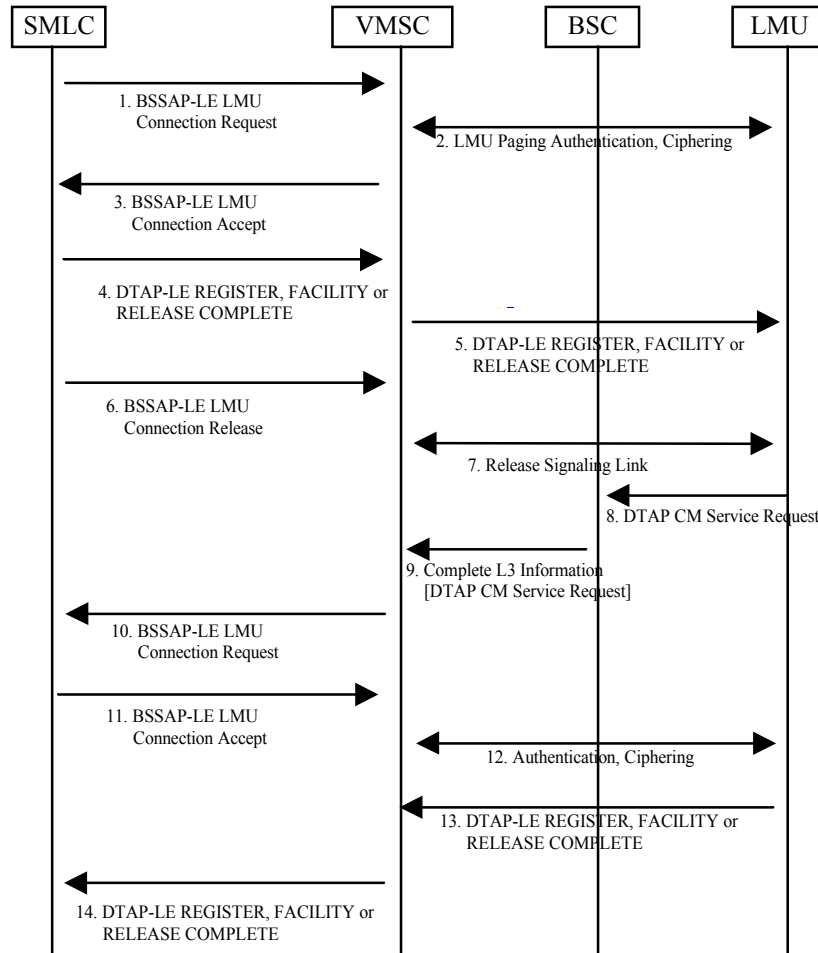 SMLC
VMSC
BSC
LMU
1. BSSAP-LE LMU
Connection Request
2. LMU Paging Authentication, Ciphering
3. BSSAP-LE LMU
Connection Accept
4. DTAP-LE REGISTER, FACILITY or
RELEASE COMPLETE
5. DTAP-LE REGISTER, FACILITY or
RELEASE COMPLETE
6. BSSAP-LE LMU
Connection Release
7. Release Signaling Link
8. DTAP CM Service Request
9. Complete L3 Information
[DTAP CM Service Request]
10. BSSAP-LE LMU
Connection Request
11. BSSAP-LE LMU
Connection Accept
12. Authentication, Ciphering
13. DTAP-LE REGISTER, FACILITY or
RELEASE COMPLETE
14. DTAP-LE REGISTER, FACILITY or
RELEASE COMPLETE